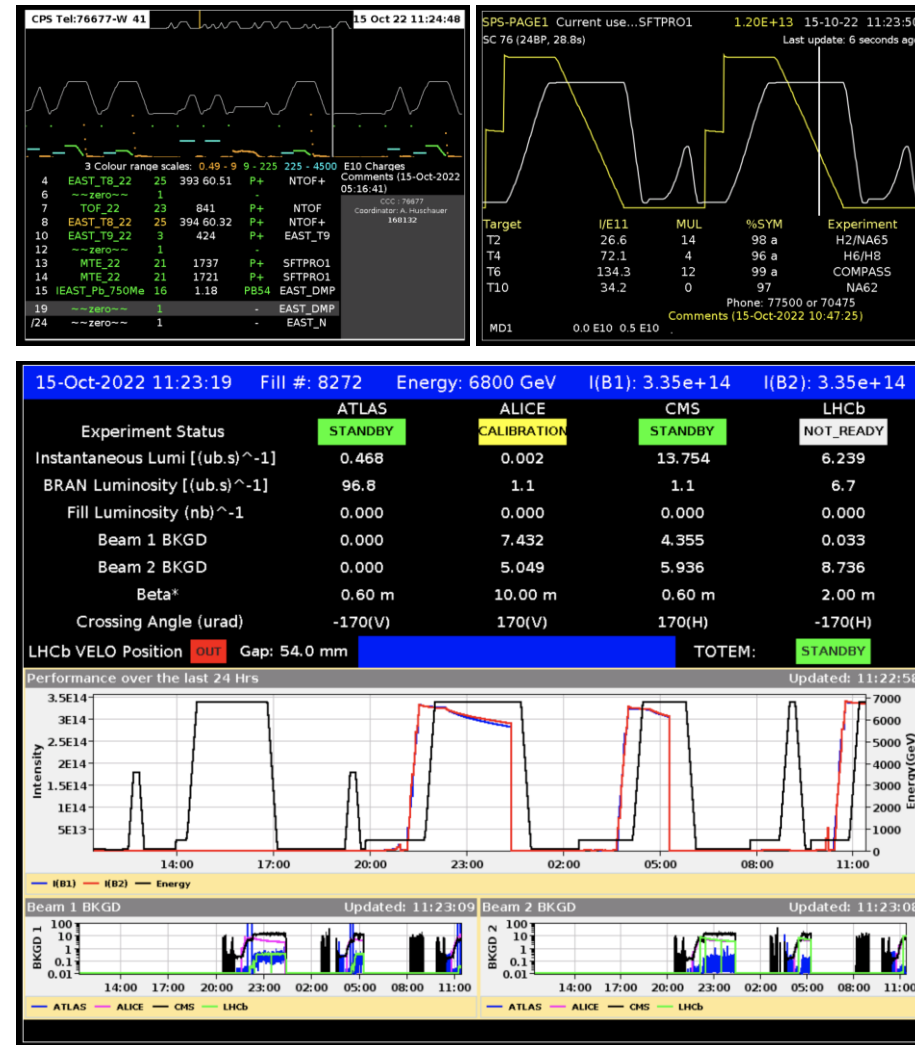 CPS Tel:76677-W 41 15 Oct 22 11:24:48
3 Colour range scales: 0.49 - 9 9 - 225 225 - 4500 E10 Charges
Comments (15-Oct-2022 05:16:41)
CCC : 76677
Coordinator: A. Huschauer
168132
4 EAST_T8_22 25 393 60.51 P+ NTOF+
6 ~~zero~~ 1
7 TOF_22 23 841 P+ NTOF
8 EAST_T8_22 25 394 60.32 P+ NTOF+
10 EAST_T9_22 3 424 P+ EAST_T9
12 ~~zero~~ 1 -
13 MTE_22 21 1737 P+ SFTPRO1
14 MTE_22 21 1721 P+ SFTPRO1
15 IEAST_Pb_750Me 16 1.18 PB54 EAST_DMP
19 ~~zero~~ 1 - EAST_DMP
/24 ~~zero~~ 1 - EAST_N
SPS-PAGE1 Current use...SFTPRO1 1.20E+13 15-10-22 11:23:50
SC 76 (24BP, 28.8s) Last update: 6 seconds ago
Target I/E11 MUL %SYM Experiment
T2 26.6 14 98 a H2/NA65
T4 72.1 4 96 a H6/H8
T6 134.3 12 99 a COMPASS
T10 34.2 0 97 NA62
Phone: 77500 or 70475
Comments (15-Oct-2022 10:47:25)
MD1 0.0 E10 0.5 E10
15-Oct-2022 11:23:19 Fill #: 8272 Energy: 6800 GeV I(B1): 3.35e+14 I(B2): 3.35e+14
ATLAS ALICE CMS LHCb
Experiment Status STANDBY CALIBRATION STANDBY NOT_READY
Instantaneous Lumi [(ub.s)^-1] 0.468 0.002 13.754 6.239
BRAN Luminosity [(ub.s)^-1] 96.8 1.1 1.1 6.7
Fill Luminosity (nb)^-1 0.000 0.000 0.000 0.000
Beam 1 BKGD 0.000 7.432 4.355 0.033
Beam 2 BKGD 0.000 5.049 5.936 8.736
Beta* 0.60 m 10.00 m 0.60 m 2.00 m
Crossing Angle (urad) -170(V) 170(V) 170(H) -170(H)
LHCb VELO Position OUT Gap: 54.0 mm TOTEM: STANDBY
Performance over the last 24 Hrs Updated: 11:22:58
Intensity
3.5E14
3E14
2.5E14
2E14
1.5E14
1E14
5E13
7000
6000
5000
4000
3000
2000
1000
0
Energy(GeV)
14:00 17:00 20:00 23:00 02:00 05:00 08:00 11:00
I(B1) I(B2) Energy
Beam 1 BKGD Updated: 11:23:09
BKGD 1
100
10
1
0.1
0.01
14:00 17:00 20:00 23:00 02:00 05:00 08:00 11:00
ATLAS ALICE CMS LHCb
Beam 2 BKGD Updated: 11:23:08
BKGD 2
100
10
1
0.1
0.01
14:00 17:00 20:00 23:00 02:00 05:00 08:00 11:00
ATLAS ALICE CMS LHCb